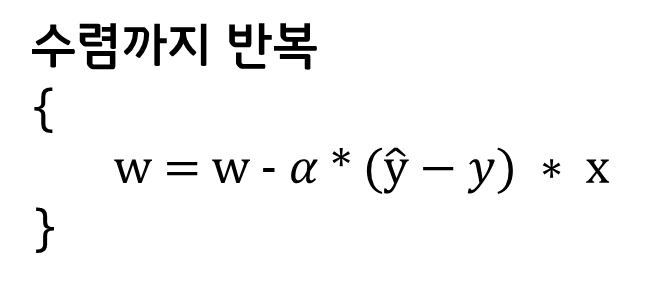 수렴까지 반복
{
w = w - α * (ŷ − y) * x
}